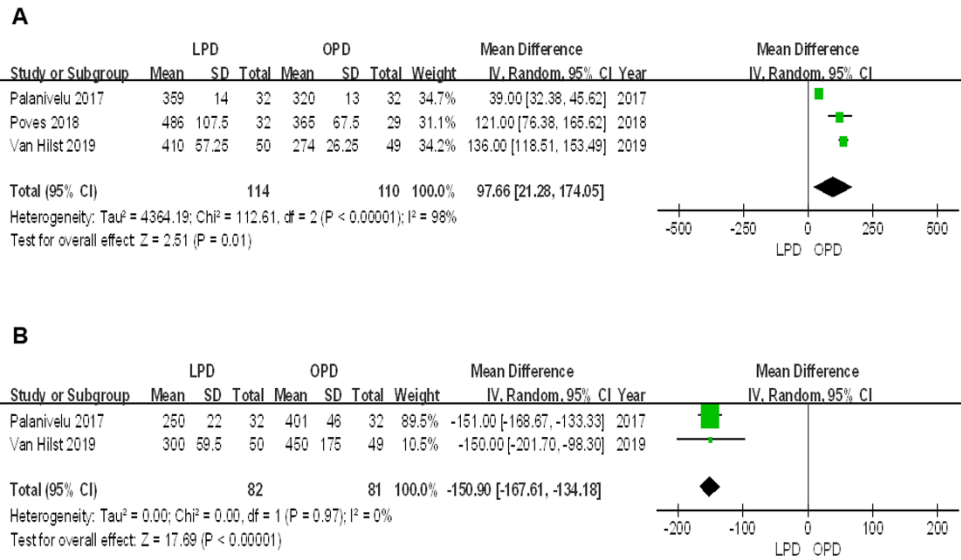 A
LPD OPD Mean Difference Mean Difference
Study or Subgroup Mean SD Total Mean SD Total Weight IV, Random, 95% CI Year IV, Random, 95% CI
Palanivelu 2017 359 14 32 320 13 32 34.7% 39.00 [32.38, 45.62] 2017
Poves 2018 486 107.5 32 365 67.5 29 31.1% 121.00 [76.38, 165.62] 2018
Van Hilst 2019 410 57.25 50 274 26.25 49 34.2% 136.00 [118.51, 153.49] 2019
Total (95% CI) 114 110 100.0% 97.66 [21.28, 174.05]
Heterogeneity: Tau² = 4364.19; Chi² = 112.61, df = 2 (P < 0.00001); I² = 98%
Test for overall effect: Z = 2.51 (P = 0.01)
-500 -250 0 250 500
LPD OPD
B
LPD OPD Mean Difference Mean Difference
Study or Subgroup Mean SD Total Mean SD Total Weight IV, Random, 95% CI Year IV, Random, 95% CI
Palanivelu 2017 250 22 32 401 46 32 89.5% -151.00 [-168.67, -133.33] 2017
Van Hilst 2019 300 59.5 50 450 175 49 10.5% -150.00 [-201.70, -98.30] 2019
Total (95% CI) 82 81 100.0% -150.90 [-167.61, -134.18]
Heterogeneity: Tau² = 0.00; Chi² = 0.00, df = 1 (P = 0.97); I² = 0%
Test for overall effect: Z = 17.69 (P < 0.00001)
-200 -100 0 100 200
LPD OPD